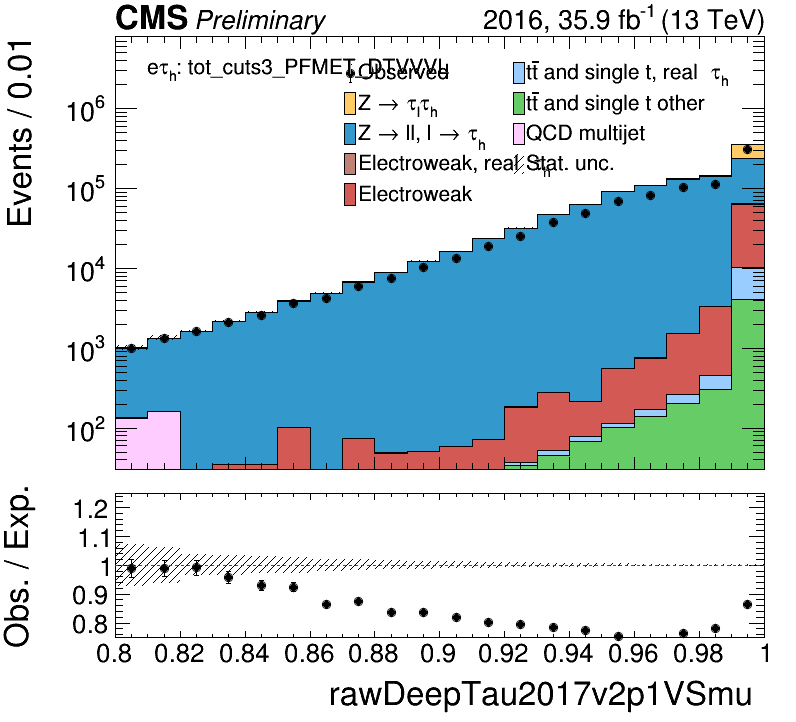 CMS Preliminary 2016, 35.9 fb⁻¹ (13 TeV)
Events / 0.01
eτₕ: tot_cuts3_PFMET_DTVVVL
Observed
Z → τₗτₕ
Z → ll, l → τₕ
Electroweak, real τₕ
Electroweak
tt̄ and single t, real τₕ
tt̄ and single t other
QCD multijet
Stat. unc.
10⁶
10⁵
10⁴
10³
10²
Obs. / Exp.
1.2
1.1
1
0.9
0.8
0.8 0.82 0.84 0.86 0.88 0.9 0.92 0.94 0.96 0.98 1
rawDeepTau2017v2p1VSmu